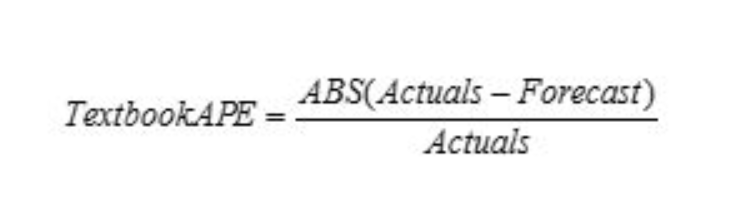 TextbookAPE = ABS(Actuals – Forecast)
Actuals